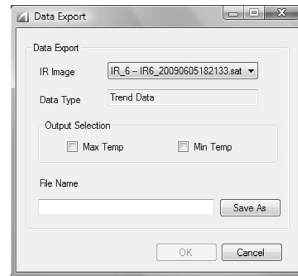 Data Export
Data Export
IR Image IR_6 -- IR6_20090605182133.sat
Data Type Trend Data
Output Selection
Max Temp Min Temp
File Name
Save As
OK Cancel